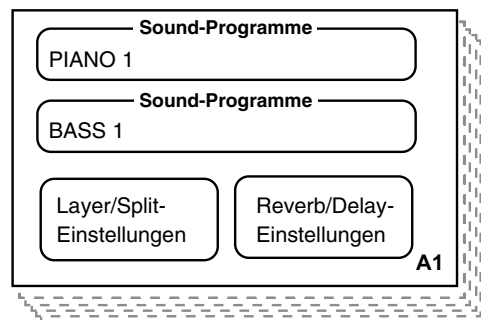 Sound-Programme
PIANO 1
Sound-Programme
BASS 1
Layer/Split-
Einstellungen
Reverb/Delay-
Einstellungen
A1